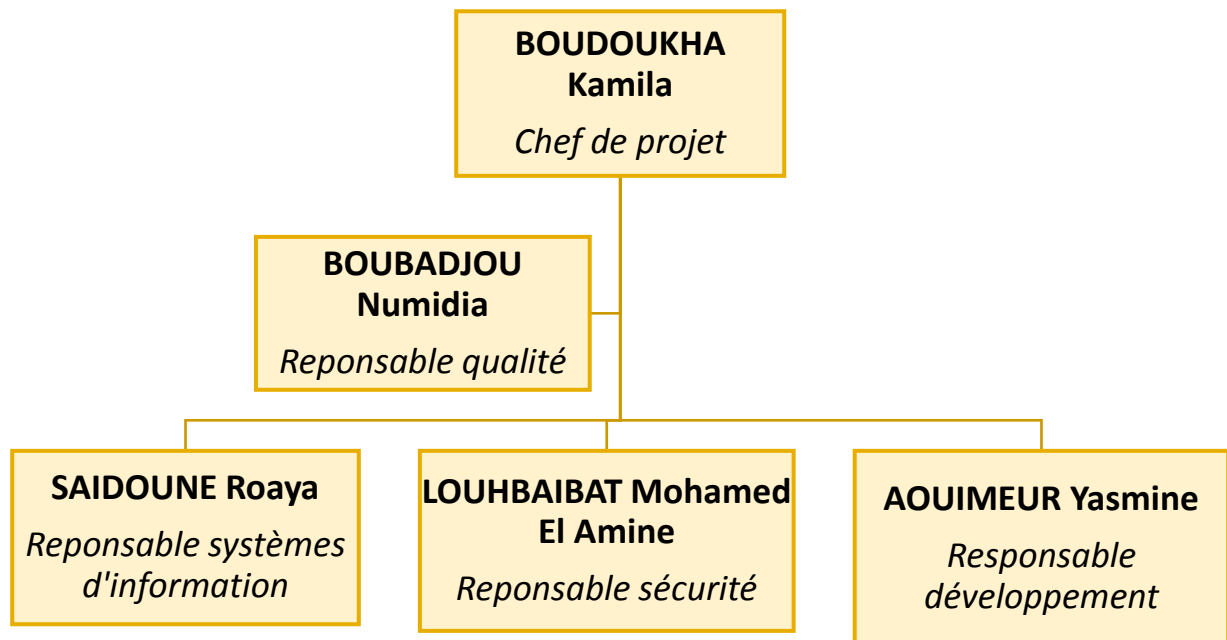 BOUDOUKHA
Kamila
Chef de projet
BOUBADJOU
Numidia
Reponsable qualité
SAIDOUNE Roaya
Reponsable systèmes
d'information
LOUHBAIBAT Mohamed
El Amine
Reponsable sécurité
AOUIMEUR Yasmine
Responsable
développement